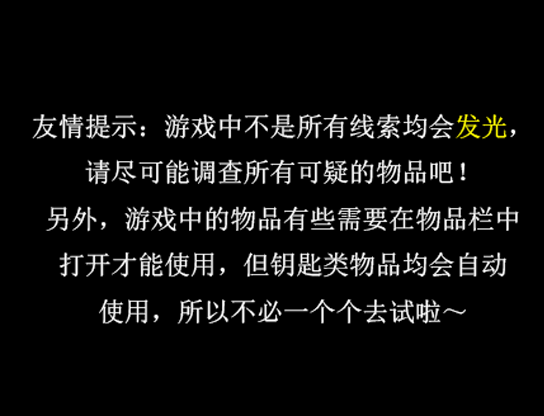 友情提示：游戏中不是所有线索均会发光，
请尽可能调查所有可疑的物品吧！
另外，游戏中的物品有些需要在物品栏中
打开才能使用，但钥匙类物品均会自动
使用，所以不必一个个去试啦～